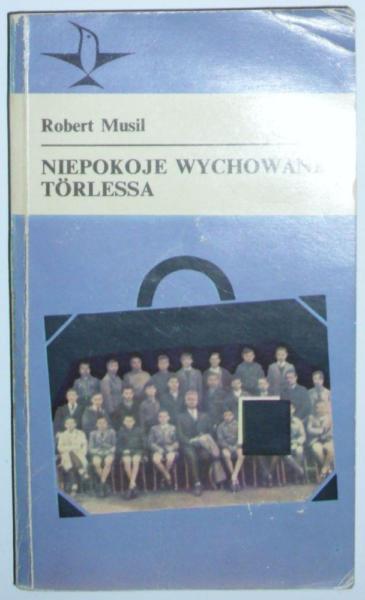 Robert Musil
NIEPOKOJE WYCHOWANKA
TÖRLESSA